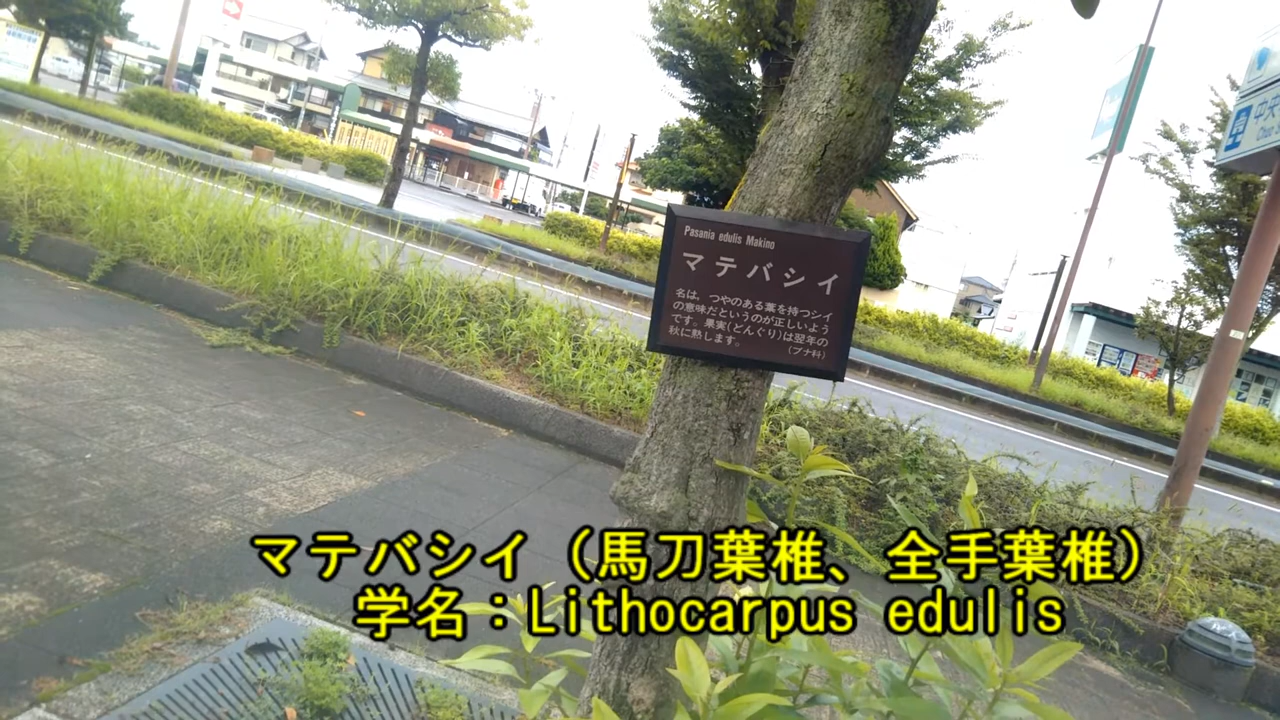 Pasania edulis Makino
マテバシイ
名は，つやのある葉を持つシイ
の意味だというのが正しいよう
です。果実(どんぐり)は翌年の
秋に熟します。
(ブナ科)
中央
マテバシイ（馬刀葉椎、全手葉椎）
学名：Lithocarpus edulis